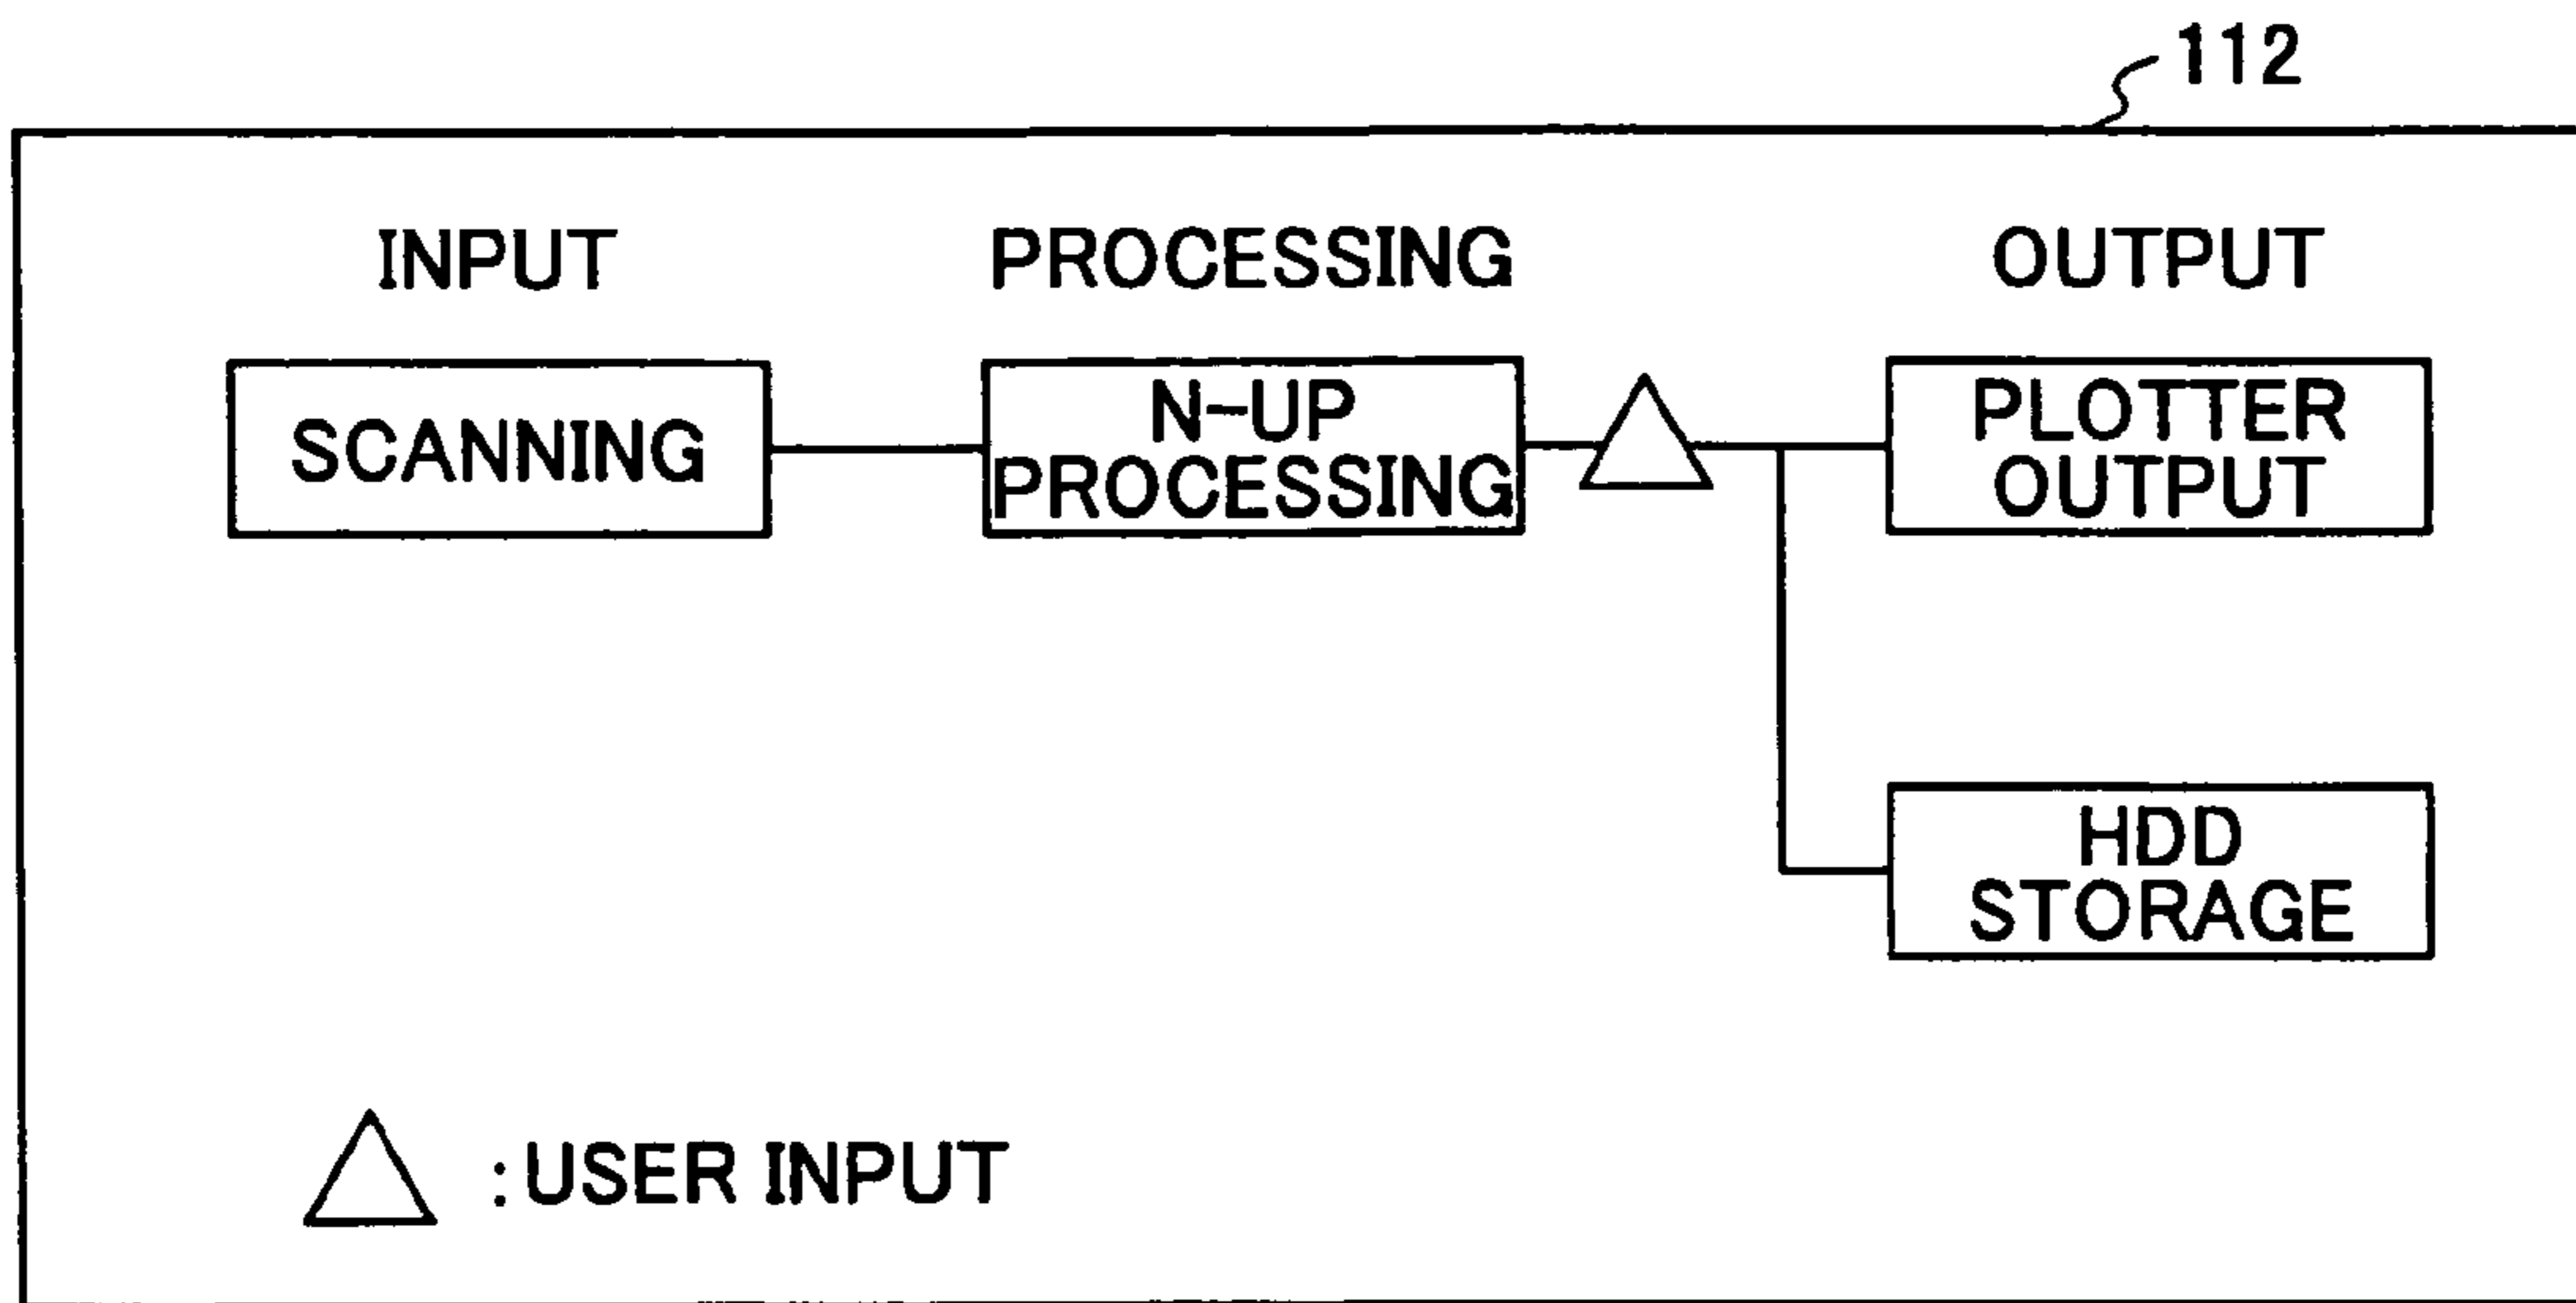 112
INPUT
PROCESSING
OUTPUT
SCANNING
N-UP
PROCESSING
PLOTTER
OUTPUT
HDD
STORAGE
: USER INPUT